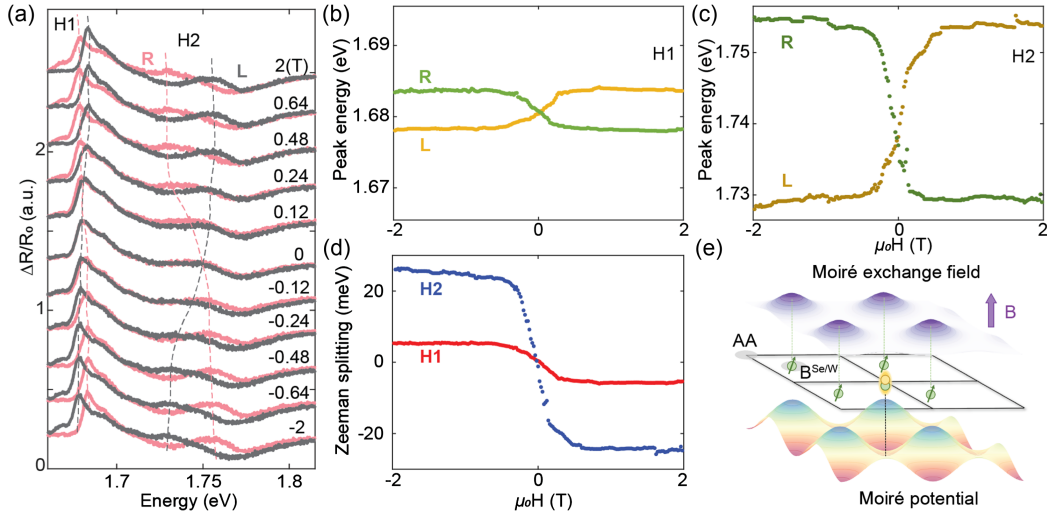 (a)
H1
H2
R
L
2(T)
0.64
0.48
0.24
0.12
0
-0.12
-0.24
-0.48
-0.64
-2
ΔR/R₀ (a.u.)
2
1
0
1.7
1.75
1.8
Energy (eV)
(b)
H1
Peak energy (eV)
1.69
1.68
1.67
R
L
-2
0
2
μ₀H (T)
(c)
H2
Peak energy (eV)
1.75
1.74
1.73
R
L
-2
0
2
μ₀H (T)
(d)
Zeeman splitting (meV)
20
0
-20
H2
H1
-2
0
2
μ₀H (T)
(e)
Moiré exchange field
B
AA
B^Se/W
Moiré potential